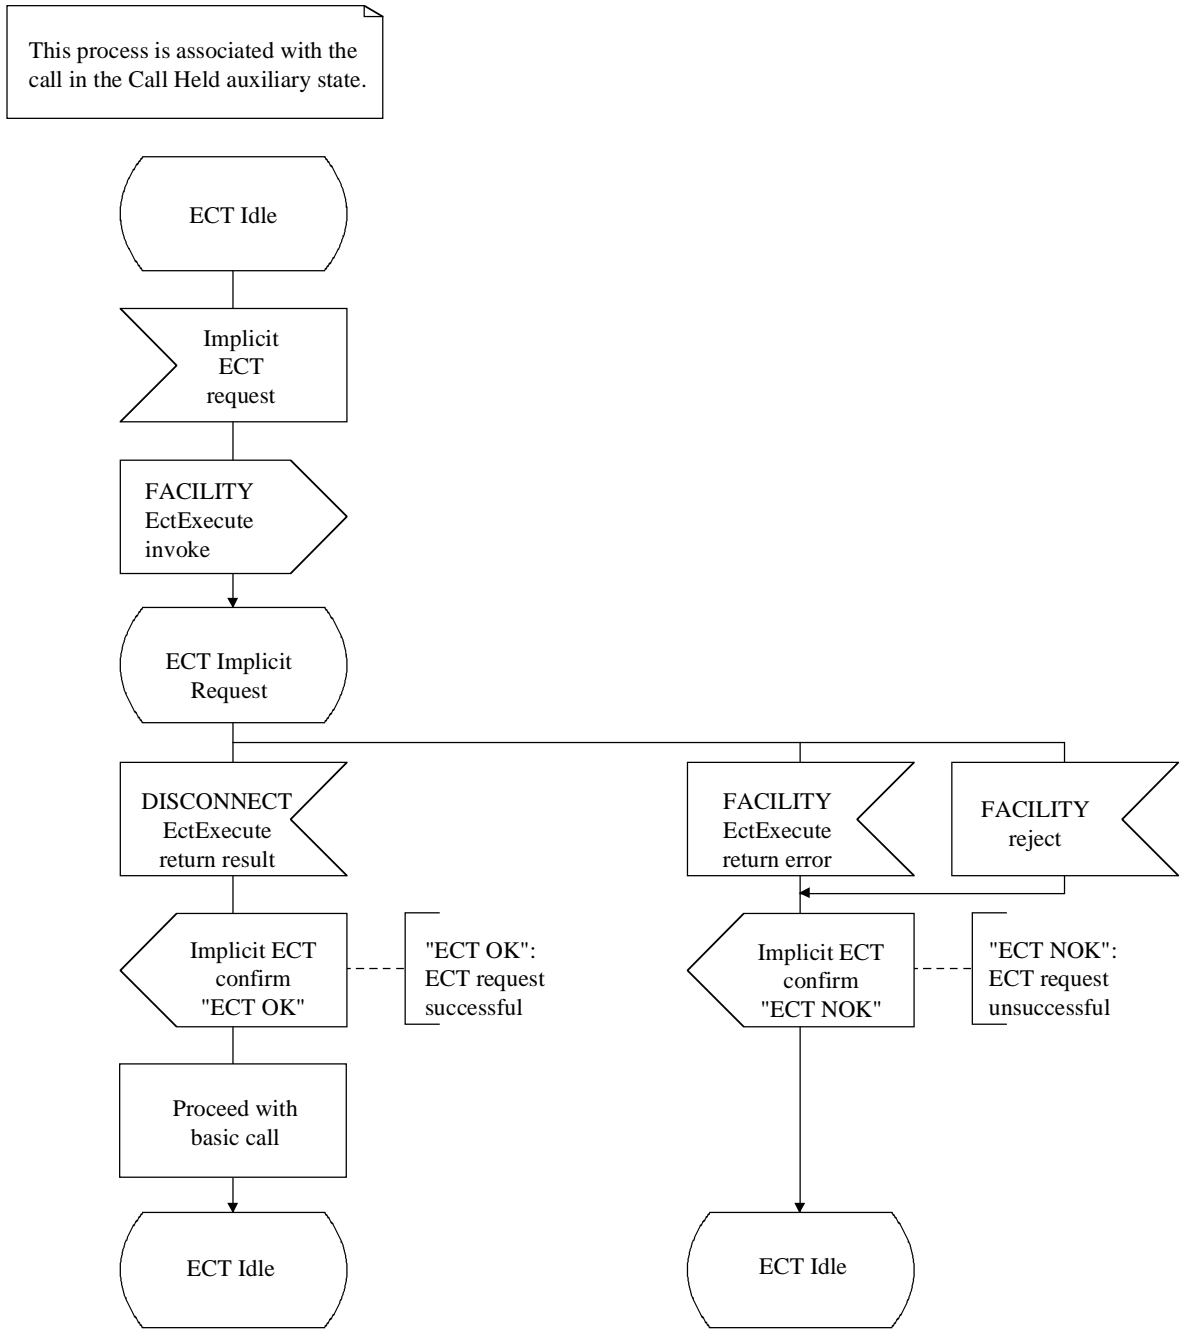 This process is associated with the
call in the Call Held auxiliary state.
ECT Idle
Implicit
ECT
request
FACILITY
EctExecute
invoke
ECT Implicit
Request
DISCONNECT
EctExecute
return result
FACILITY
EctExecute
return error
FACILITY
reject
Implicit ECT
confirm
"ECT OK"
"ECT OK":
ECT request
successful
Implicit ECT
confirm
"ECT NOK"
"ECT NOK":
ECT request
unsuccessful
Proceed with
basic call
ECT Idle
ECT Idle